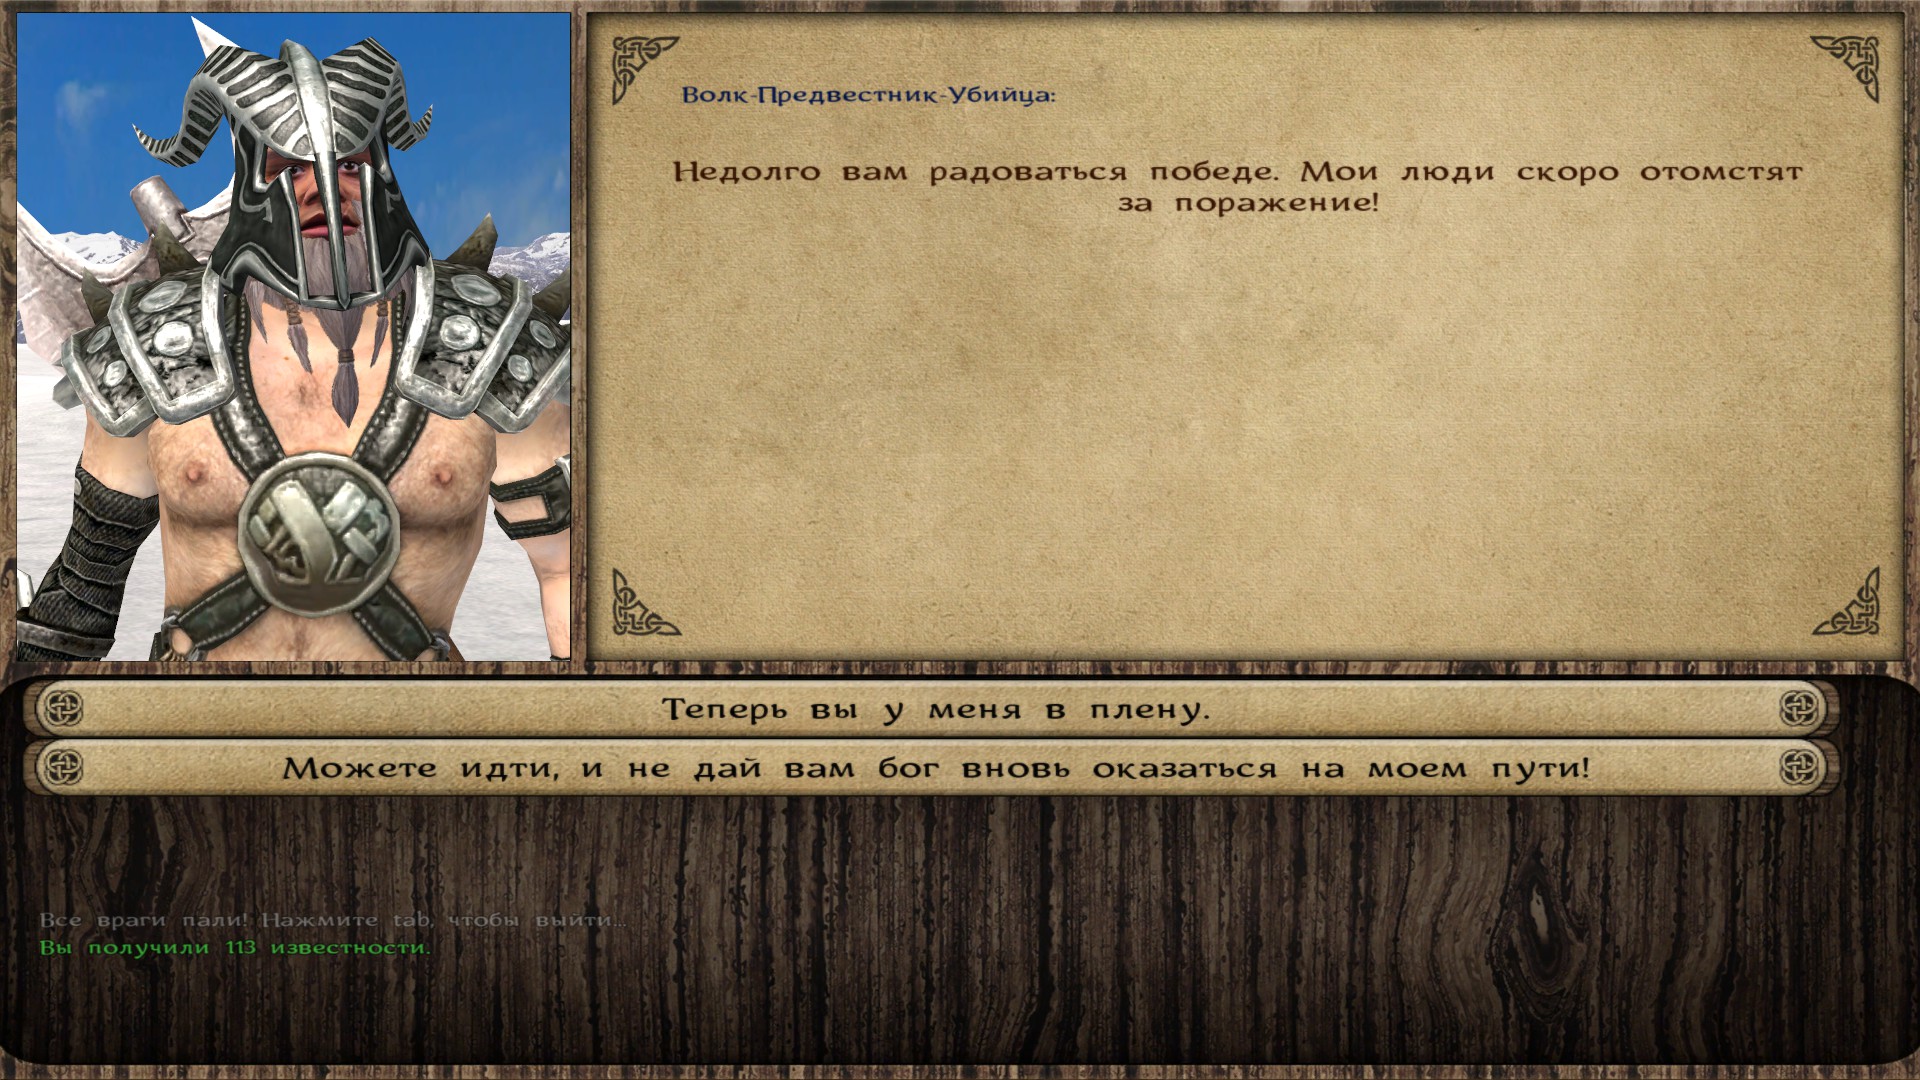 Волк-Предвестник-Убийца:
Недолго вам радоваться победе. Мои люди скоро отомстят
за поражение!
Теперь вы у меня в плену.
Можете идти, и не дай вам бог вновь оказаться на моем пути!
Все враги пали! Нажмите tab, чтобы выйти...
Вы получили 113 известности.